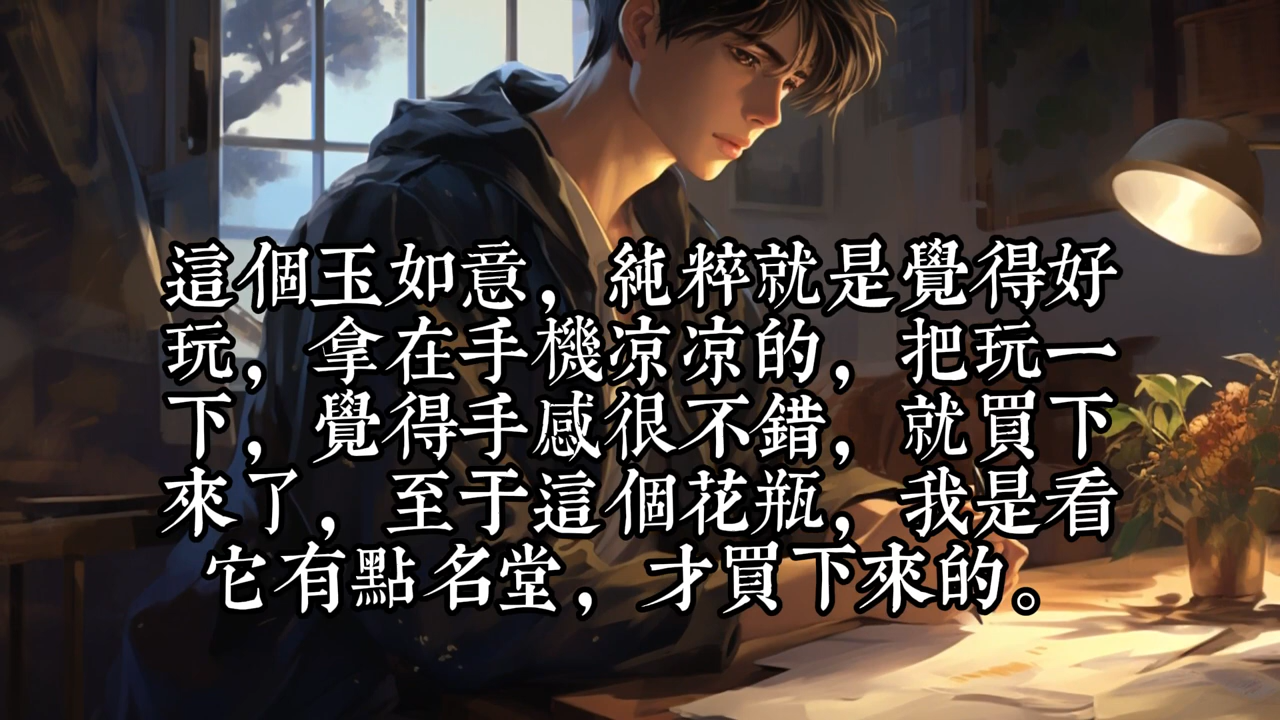 這個玉如意，純粹就是覺得好
玩，拿在手機凉凉的，把玩一
下，覺得手感很不錯，就買下
來了，至于這個花瓶，我是看
它有點名堂，才買下來的。